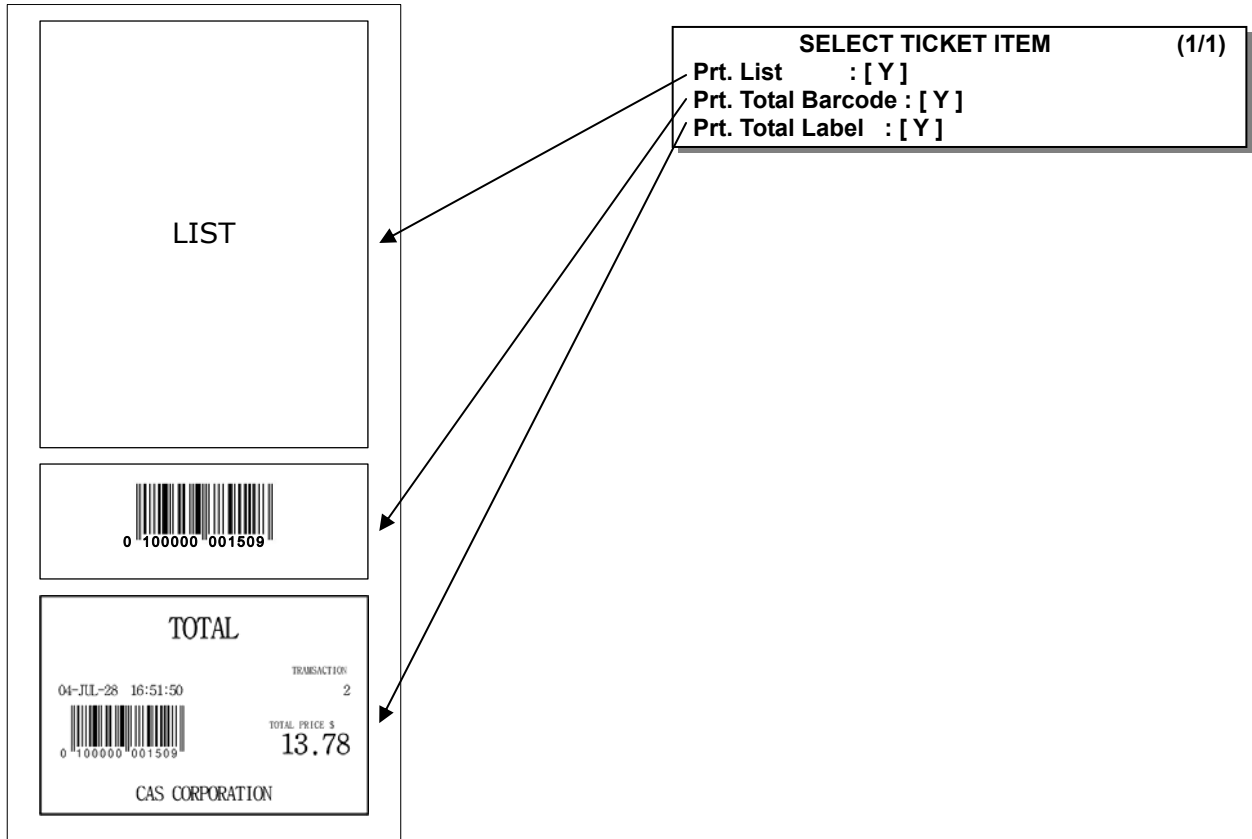 SELECT TICKET ITEM (1/1)
Prt. List : [ Y ]
Prt. Total Barcode : [ Y ]
Prt. Total Label : [ Y ]
LIST
0 100000 001509
TOTAL
TRANSACTION
04-JUL-28 16:51:50 2
TOTAL PRICE $
13.78
0 100000 001509
CAS CORPORATION